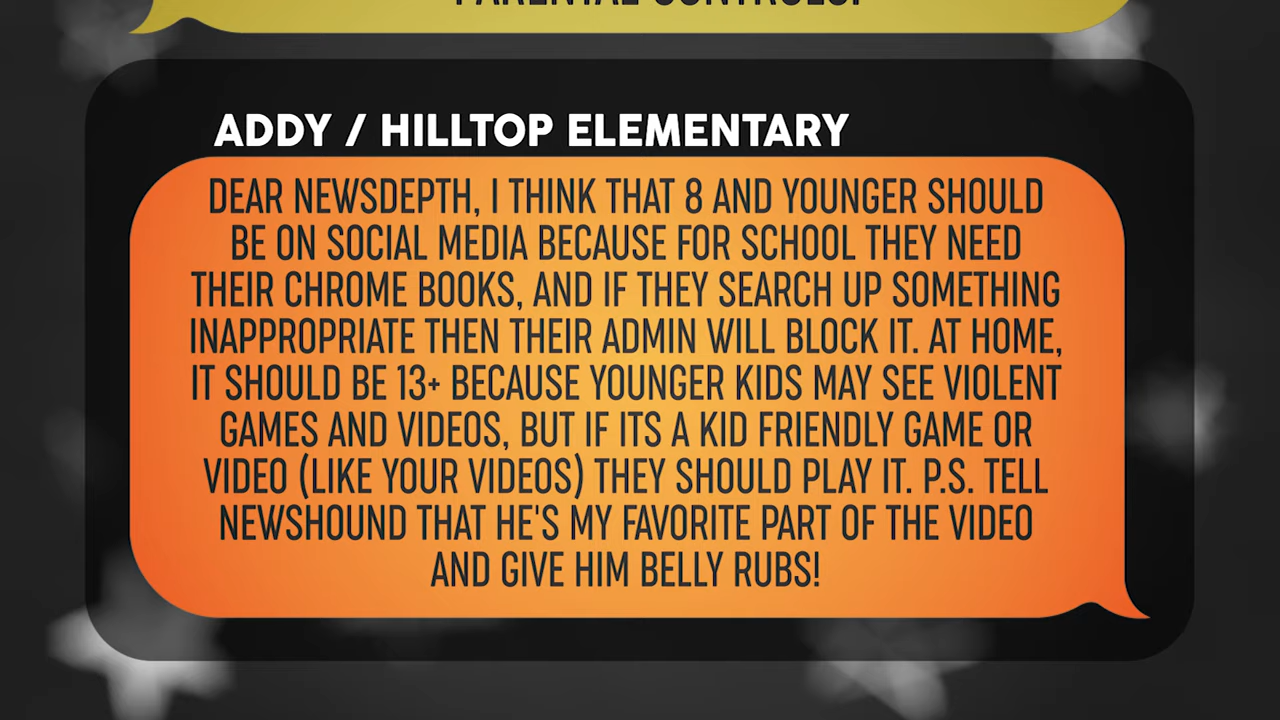 PARENTAL CONTROLS!
ADDY / HILLTOP ELEMENTARY
DEAR NEWSDEPTH, I THINK THAT 8 AND YOUNGER SHOULD
BE ON SOCIAL MEDIA BECAUSE FOR SCHOOL THEY NEED
THEIR CHROME BOOKS, AND IF THEY SEARCH UP SOMETHING
INAPPROPRIATE THEN THEIR ADMIN WILL BLOCK IT. AT HOME,
IT SHOULD BE 13+ BECAUSE YOUNGER KIDS MAY SEE VIOLENT
GAMES AND VIDEOS, BUT IF ITS A KID FRIENDLY GAME OR
VIDEO (LIKE YOUR VIDEOS) THEY SHOULD PLAY IT. P.S. TELL
NEWSHOUND THAT HE'S MY FAVORITE PART OF THE VIDEO
AND GIVE HIM BELLY RUBS!